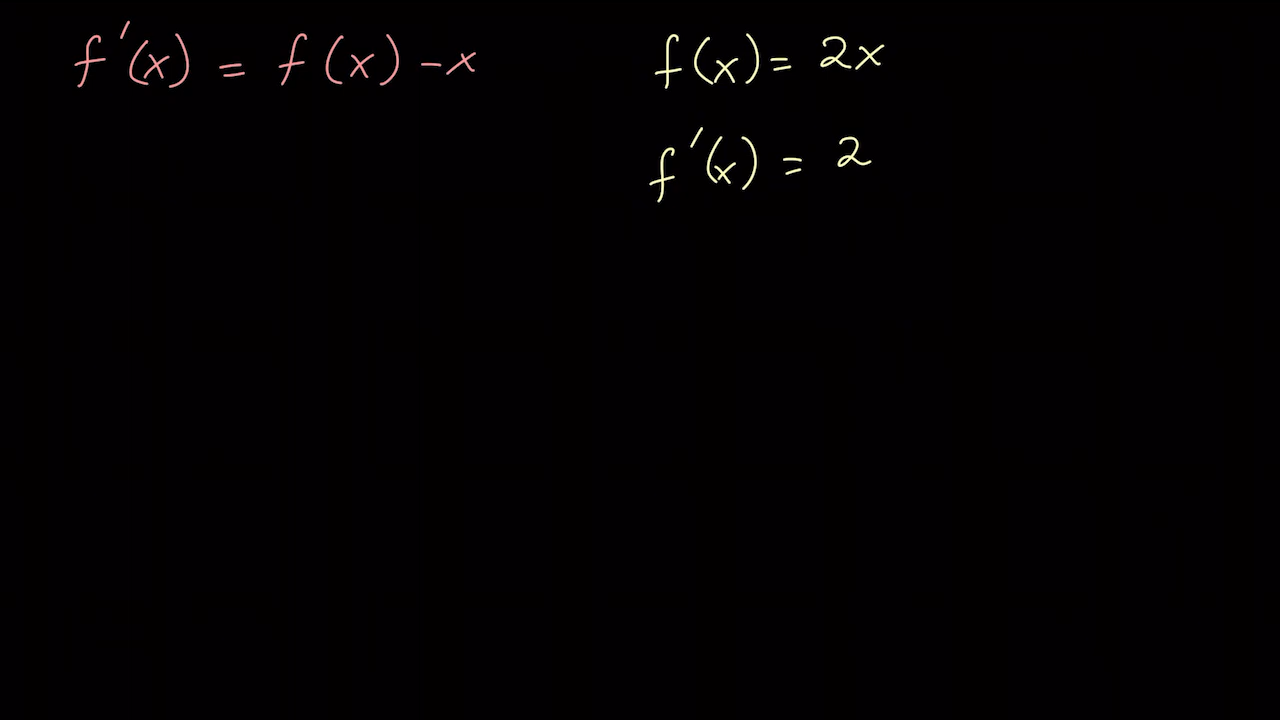 f'(x) = f(x) - x
f(x) = 2x
f'(x) = 2